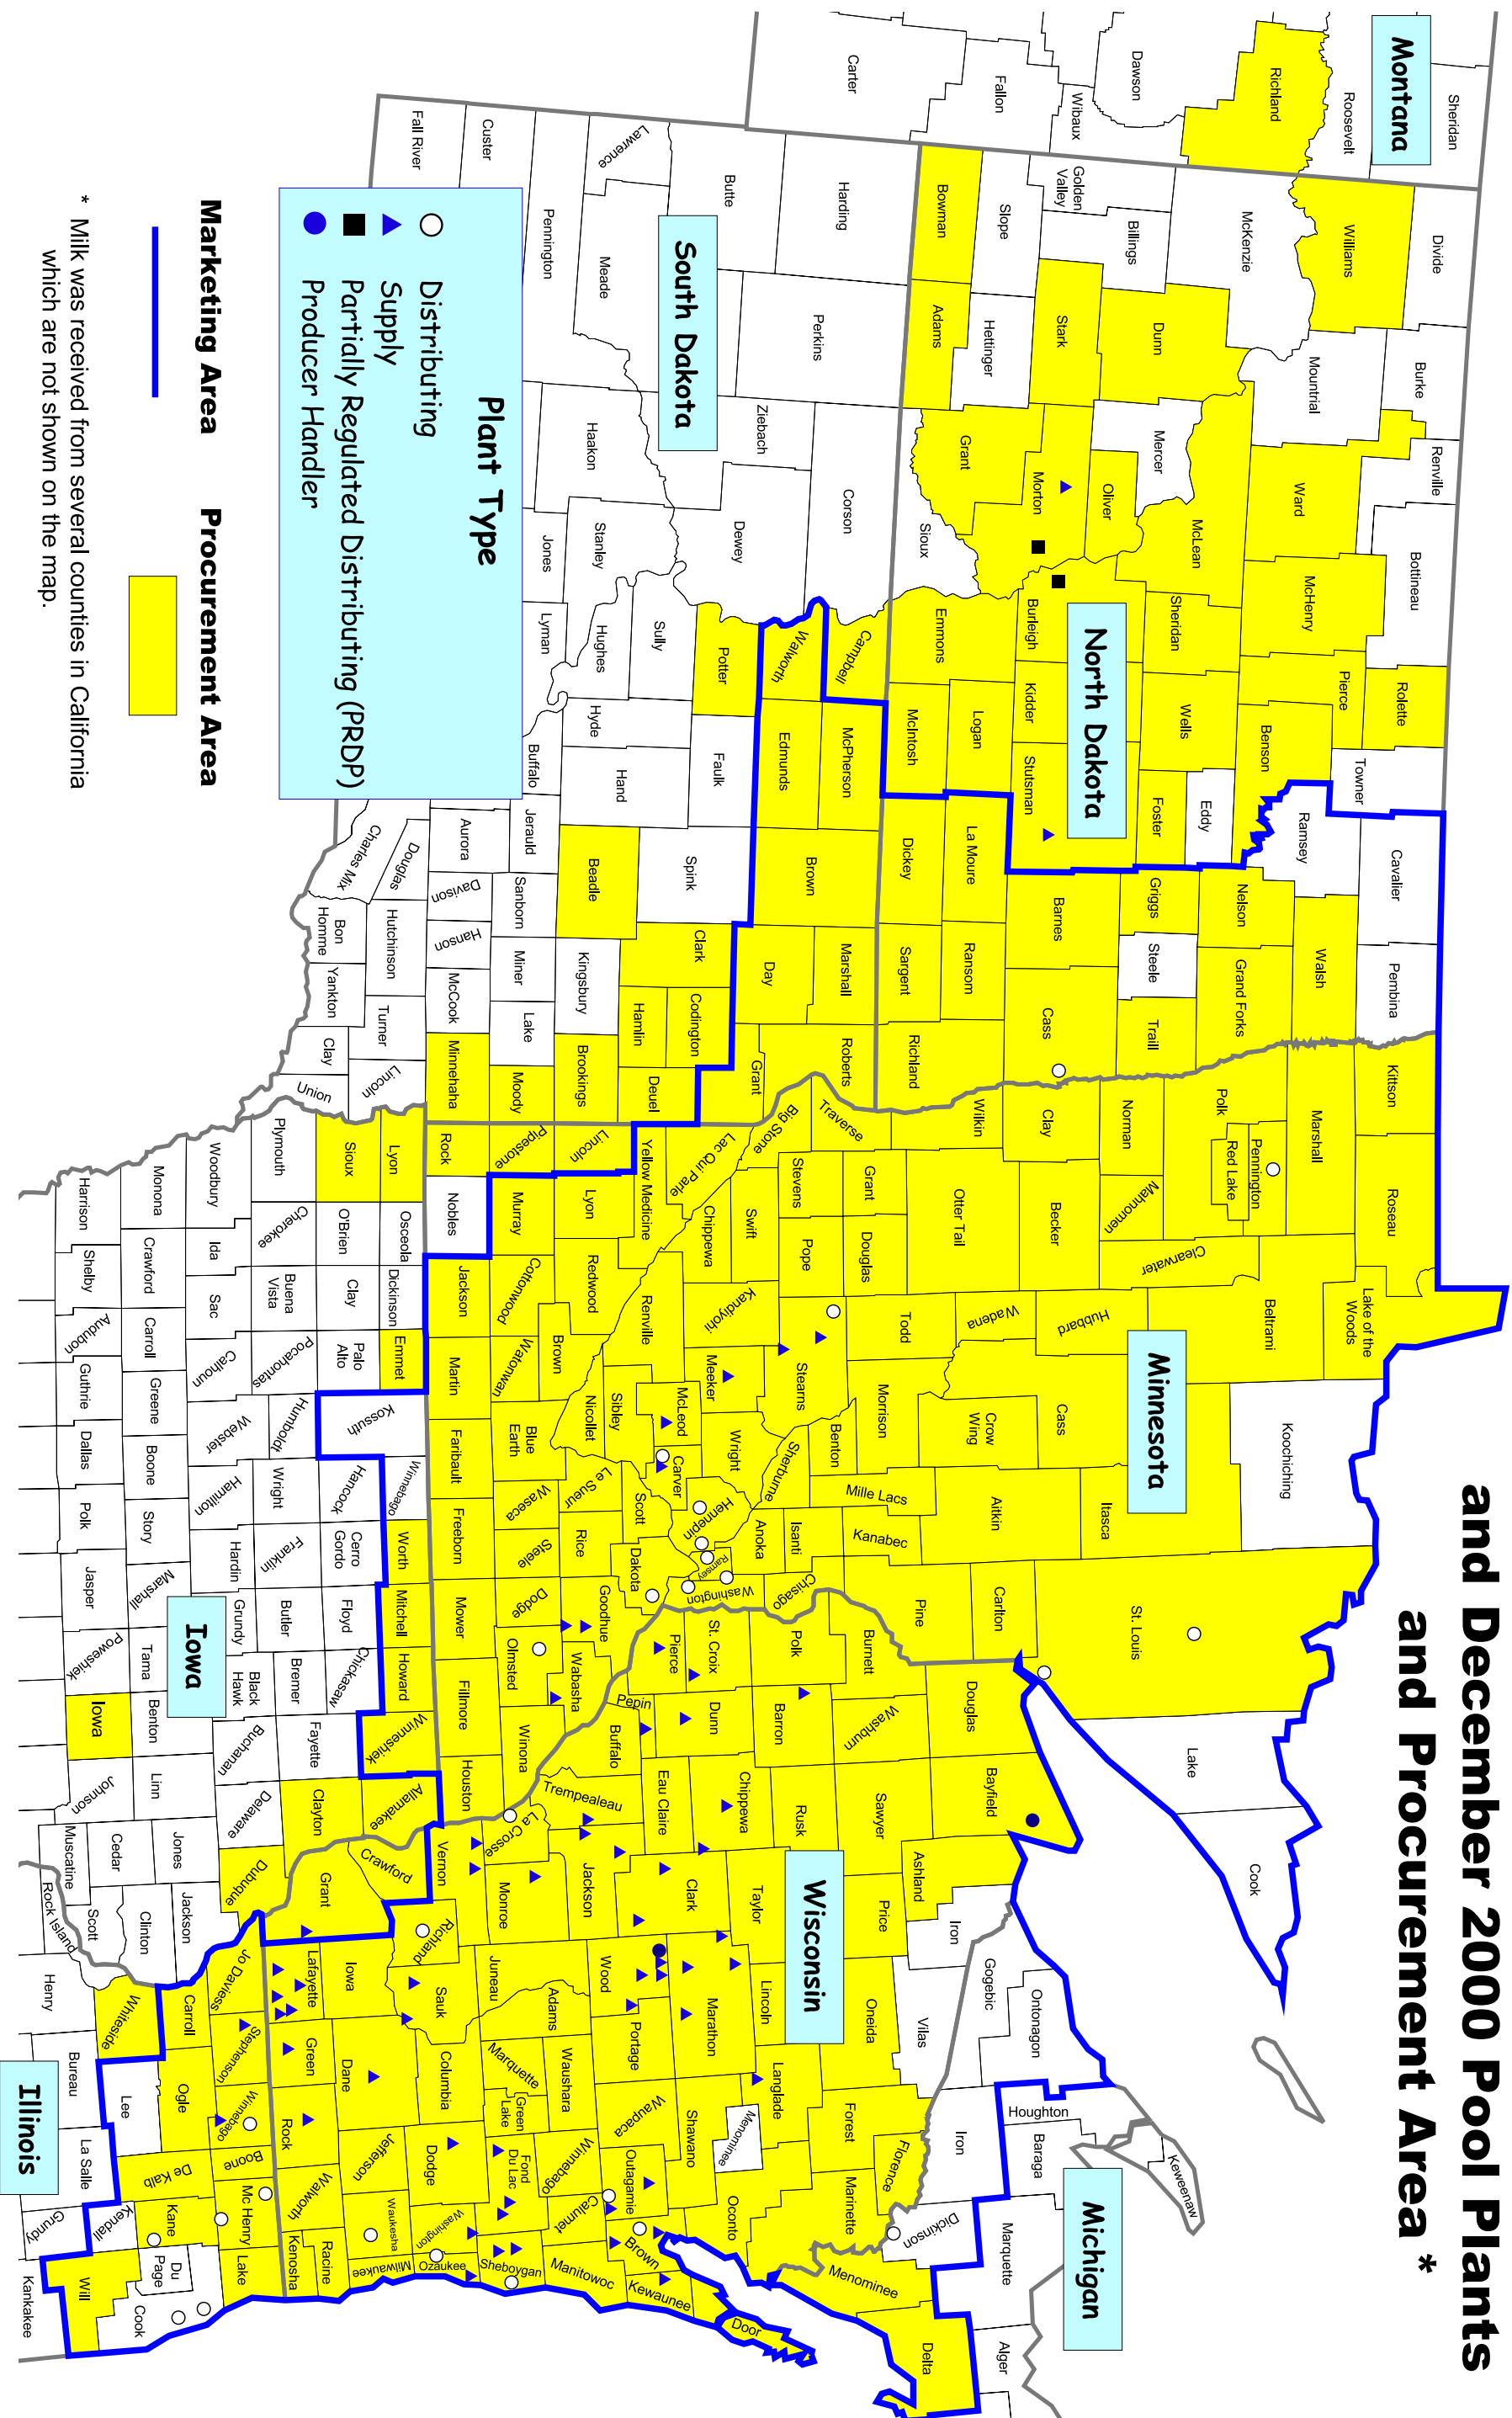 and December 2000 Pool Plants
and Procurement Area *
Montana
North Dakota
South Dakota
Minnesota
Wisconsin
Michigan
Iowa
Illinois
Sheridan
Roosevelt
Richland
Dawson
Wibaux
Fallon
Carter
Divide
Burke
Renville
Bottineau
Rolette
Towner
Cavalier
Pembina
Williams
Mountrial
Ward
McHenry
Pierce
Benson
Ramsey
Walsh
McKenzie
McLean
Sheridan
Wells
Eddy
Foster
Nelson
Grand Forks
Griggs
Steele
Traill
Golden
Valley
Billings
Dunn
Mercer
Oliver
Slope
Stark
Morton
Burleigh
Kidder
Stutsman
Barnes
Cass
Bowman
Adams
Hettinger
Grant
Sioux
Emmons
Logan
McIntosh
La Moure
Dickey
Ransom
Sargent
Richland
Harding
Perkins
Corson
Campbell
McPherson
Brown
Marshall
Roberts
Butte
Ziebach
Dewey
Walworth
Edmunds
Day
Grant
Lawrence
Meade
Potter
Faulk
Spink
Clark
Codington
Hamlin
Deuel
Pennington
Haakon
Stanley
Sully
Hughes
Hyde
Hand
Beadle
Kingsbury
Brookings
Custer
Fall River
Jones
Lyman
Buffalo
Jerauld
Sanborn
Miner
Lake
Moody
Aurora
Davison
Hanson
McCook
Minnehaha
Charles Mix
Douglas
Hutchinson
Turner
Lincoln
Bon
Homme
Yankton
Clay
Union
Kittson
Roseau
Lake of the
Woods
Marshall
Beltrami
Koochiching
Polk
Pennington
Red Lake
Clearwater
Itasca
St. Louis
Lake
Cook
Norman
Mahnomen
Hubbard
Cass
Clay
Becker
Wadena
Crow
Wing
Aitkin
Carlton
Wilkin
Otter Tail
Todd
Morrison
Mille Lacs
Kanabec
Pine
Traverse
Grant
Douglas
Big Stone
Stevens
Pope
Stearns
Benton
Sherburne
Isanti
Chisago
Lac Qui Parle
Swift
Chippewa
Kandiyohi
Meeker
Wright
Anoka
Hennepin
Ramsey
Washington
Yellow Medicine
Renville
McLeod
Carver
Scott
Dakota
Lincoln
Lyon
Redwood
Brown
Nicollet
Sibley
Le Sueur
Rice
Goodhue
Wabasha
Pipestone
Murray
Cottonwood
Watonwan
Blue
Earth
Waseca
Steele
Dodge
Olmsted
Winona
Rock
Nobles
Jackson
Martin
Faribault
Freeborn
Mower
Fillmore
Houston
Douglas
Bayfield
Ashland
Iron
Vilas
Burnett
Washburn
Sawyer
Price
Oneida
Forest
Florence
Marinette
Polk
Barron
Rusk
Taylor
Lincoln
Langlade
Menominee
Oconto
St. Croix
Dunn
Chippewa
Clark
Marathon
Shawano
Pierce
Pepin
Eau Claire
Buffalo
Trempealeau
Jackson
Wood
Portage
Waupaca
Outagamie
Brown
Kewaunee
Door
La Crosse
Monroe
Juneau
Adams
Waushara
Winnebago
Calumet
Manitowoc
Vernon
Marquette
Green
Lake
Fond
Du Lac
Sheboygan
Crawford
Richland
Sauk
Columbia
Dodge
Washington
Ozaukee
Grant
Iowa
Dane
Jefferson
Waukesha
Milwaukee
Lafayette
Green
Rock
Walworth
Racine
Kenosha
Gogebic
Ontonagon
Houghton
Keweenaw
Baraga
Iron
Marquette
Dickinson
Menominee
Delta
Alger
Lyon
Osceola
Dickinson
Emmet
Kossuth
Winnebago
Worth
Mitchell
Howard
Winneshiek
Allamakee
Sioux
O'Brien
Clay
Palo
Alto
Hancock
Cerro
Gordo
Floyd
Chickasaw
Plymouth
Cherokee
Buena
Vista
Pocahontas
Humboldt
Wright
Franklin
Butler
Bremer
Fayette
Clayton
Woodbury
Ida
Sac
Calhoun
Webster
Hamilton
Hardin
Grundy
Black
Hawk
Buchanan
Delaware
Dubuque
Monona
Crawford
Carroll
Greene
Boone
Story
Marshall
Tama
Benton
Linn
Jones
Jackson
Harrison
Shelby
Audubon
Guthrie
Dallas
Polk
Jasper
Poweshiek
Iowa
Johnson
Cedar
Clinton
Muscatine
Scott
Rock Island
Jo Daviess
Stephenson
Winnebago
Boone
Mc Henry
Lake
Carroll
Ogle
De Kalb
Kane
Whiteside
Lee
Du
Page
Cook
Henry
Bureau
La Salle
Kendall
Grundy
Will
Kankakee
Plant Type
Distributing
Supply
Partially Regulated Distributing (PRDP)
Producer Handler
Marketing Area
Procurement Area
* Milk was received from several counties in California
which are not shown on the map.